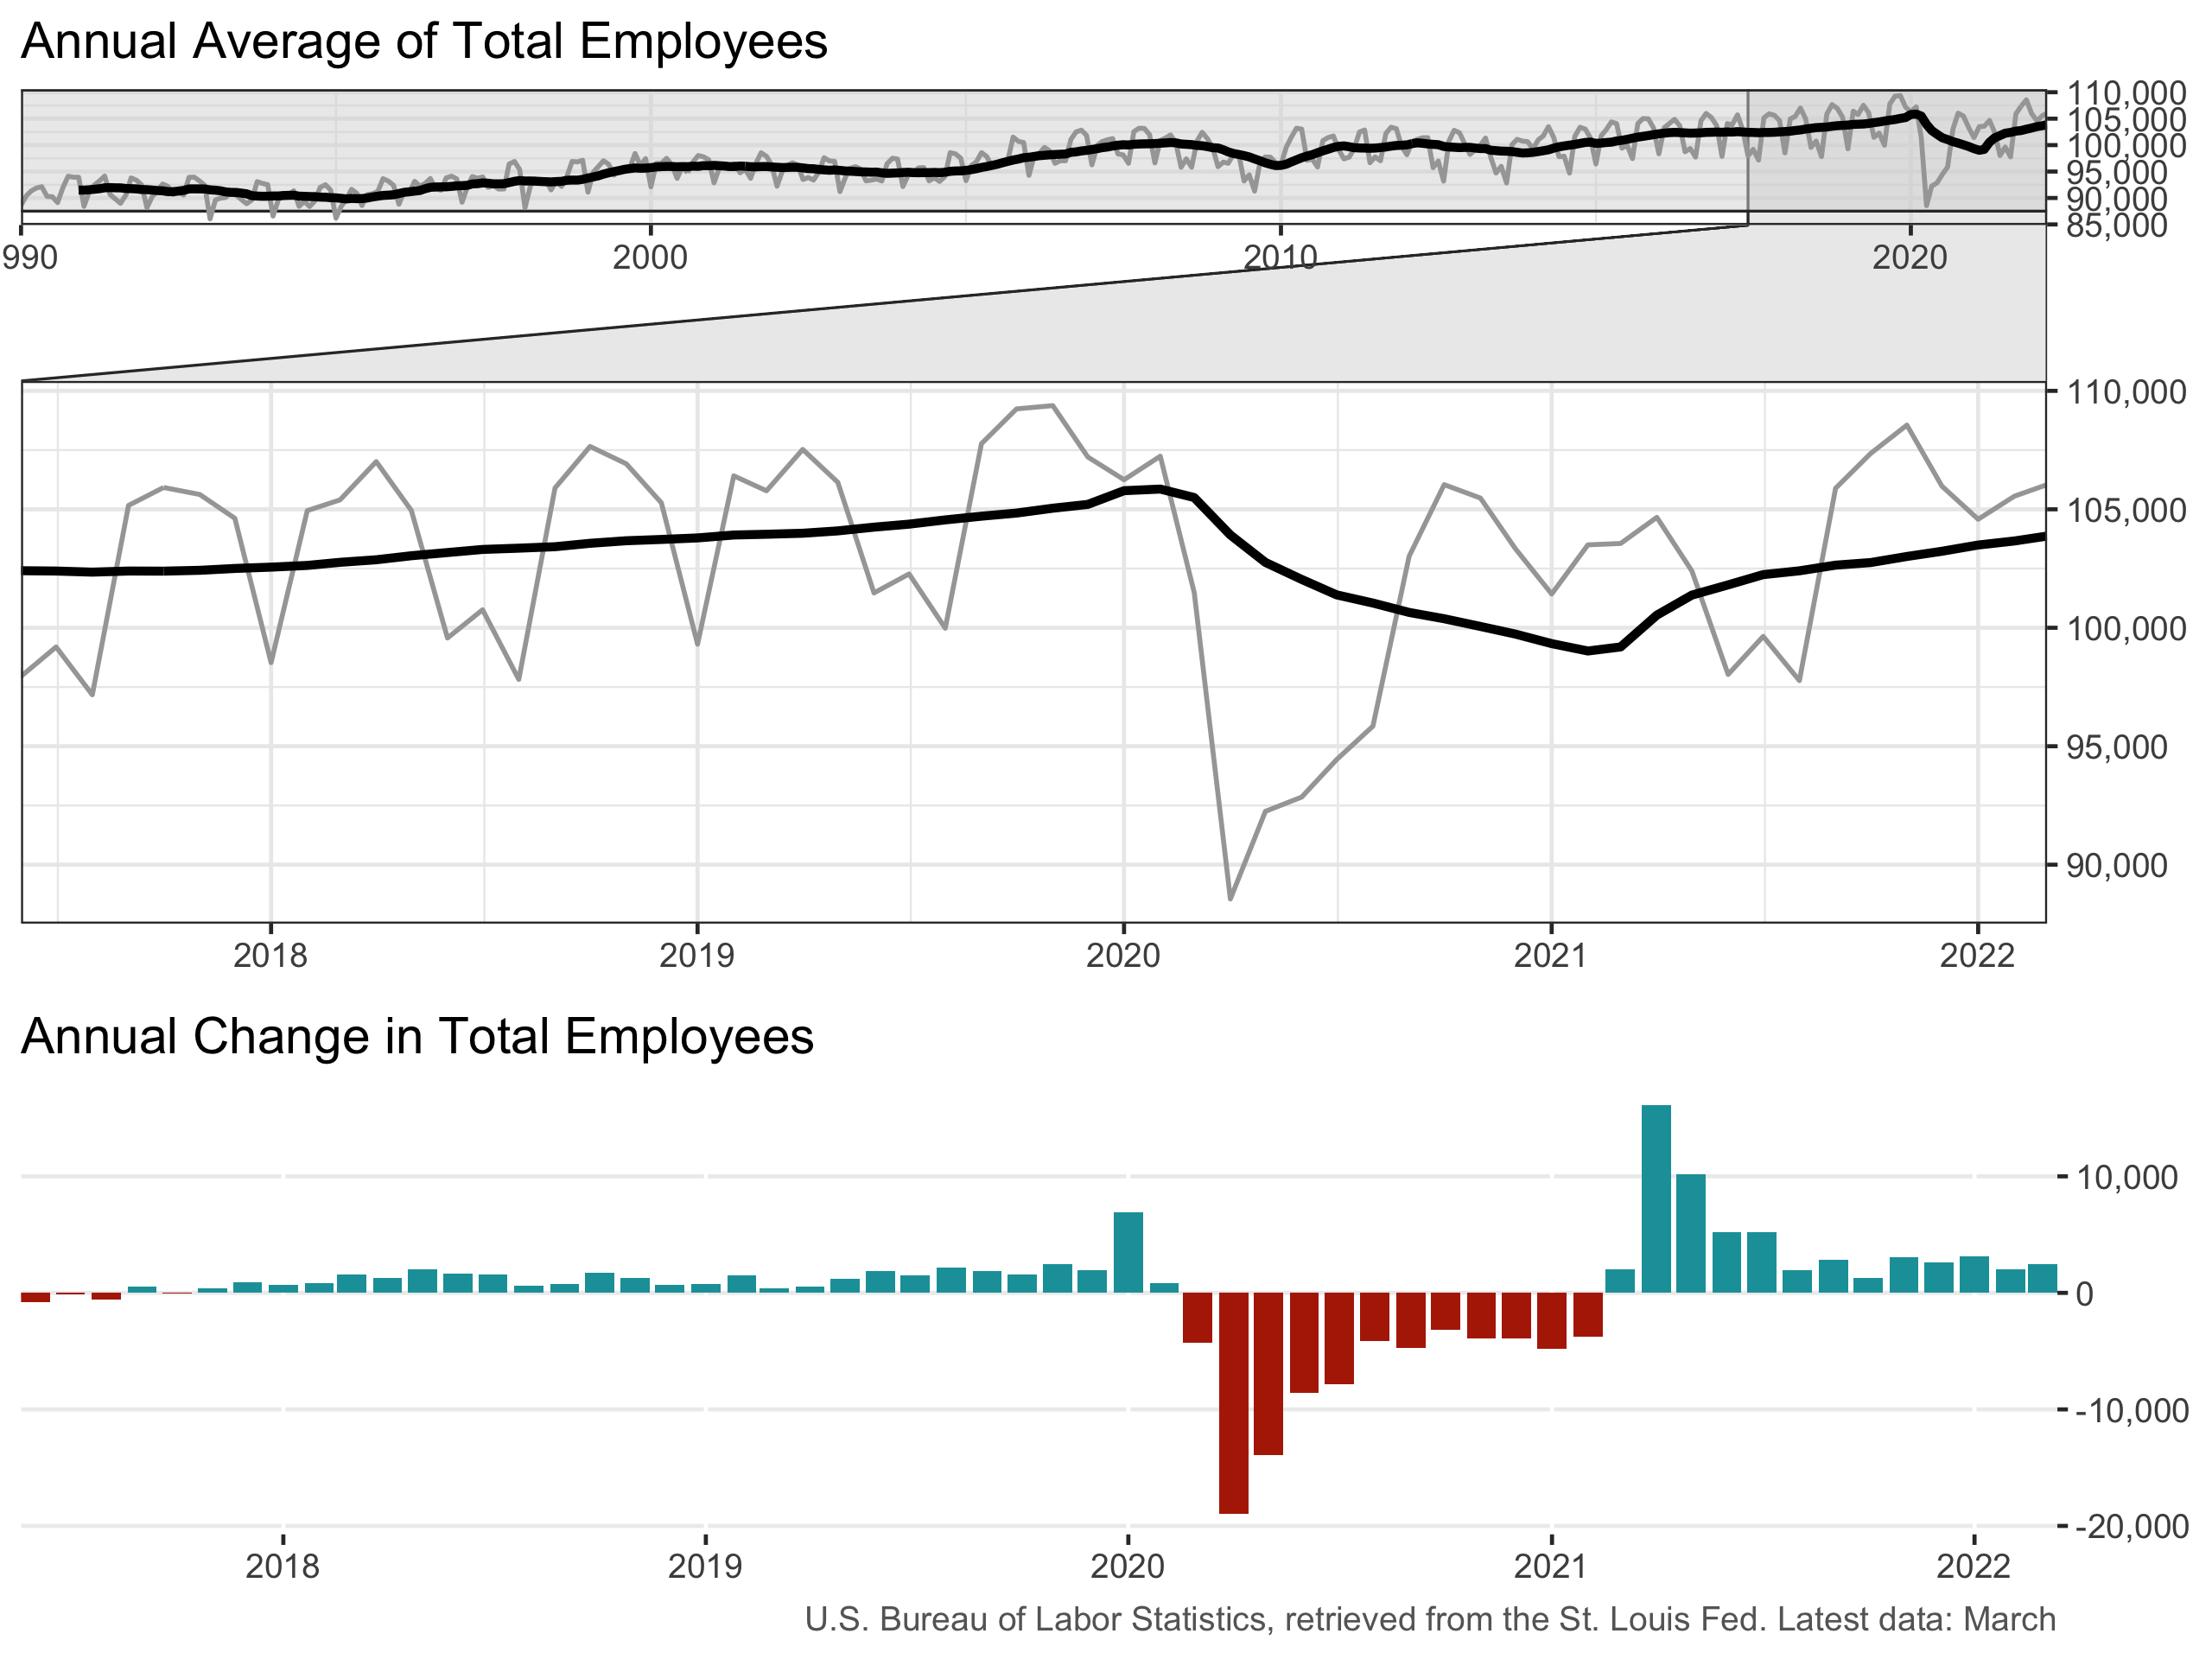 Annual Average of Total Employees
110,000
105,000
100,000
95,000
90,000
85,000
990 2000 2010 2020
110,000
105,000
100,000
95,000
90,000
2018 2019 2020 2021 2022
Annual Change in Total Employees
10,000
0
-10,000
-20,000
2018 2019 2020 2021 2022
U.S. Bureau of Labor Statistics, retrieved from the St. Louis Fed. Latest data: March